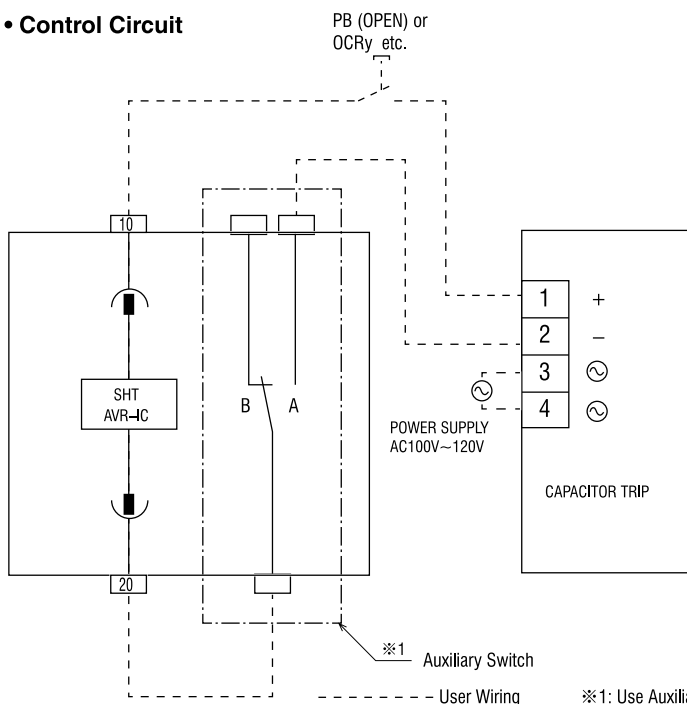 • Control Circuit
PB (OPEN) or
OCRy etc.
10
1 +
2 –
3
4
SHT
AVR–IC
B
A
POWER SUPPLY
AC100V~120V
CAPACITOR TRIP
20
※1 Auxiliary Switch
User Wiring
※1: Use Auxilia